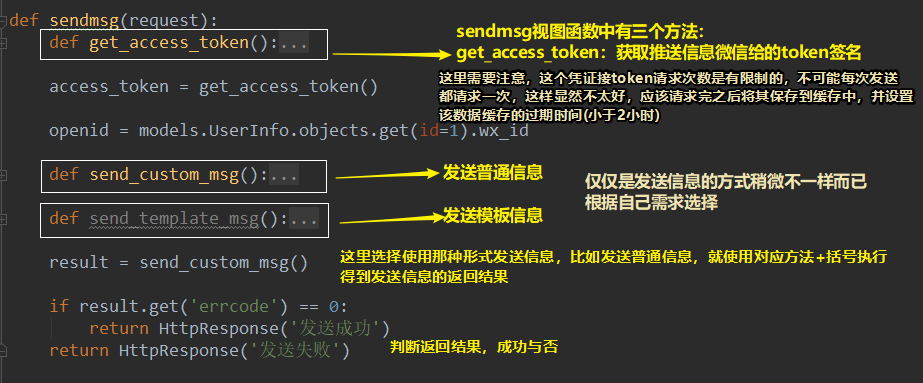 def sendmsg(request):
sendmsg视图函数中有三个方法:
def get_access_token():...
get_access_token: 获取推送信息微信给的token签名
这里需要注意，这个凭证接token请求次数是有限制的，不可能每次发送
都请求一次，这样显然不太好，应该请求完之后将其保存到缓存中，并设置
该数据缓存的过期时间(小于2小时)
access_token = get_access_token()
openid = models.UserInfo.objects.get(id=1).wx_id
def send_custom_msg():...
发送普通信息
仅仅是发送信息的方式稍微不一样而已
根据自己需求选择
def send_template_msg():...
发送模板信息
这里选择使用那种形式发送信息，比如发送普通信息，就使用对应方法+括号执行
得到发送信息的返回结果
result = send_custom_msg()
if result.get('errcode') == 0:
return HttpResponse('发送成功')
return HttpResponse('发送失败')
判断返回结果，成功与否